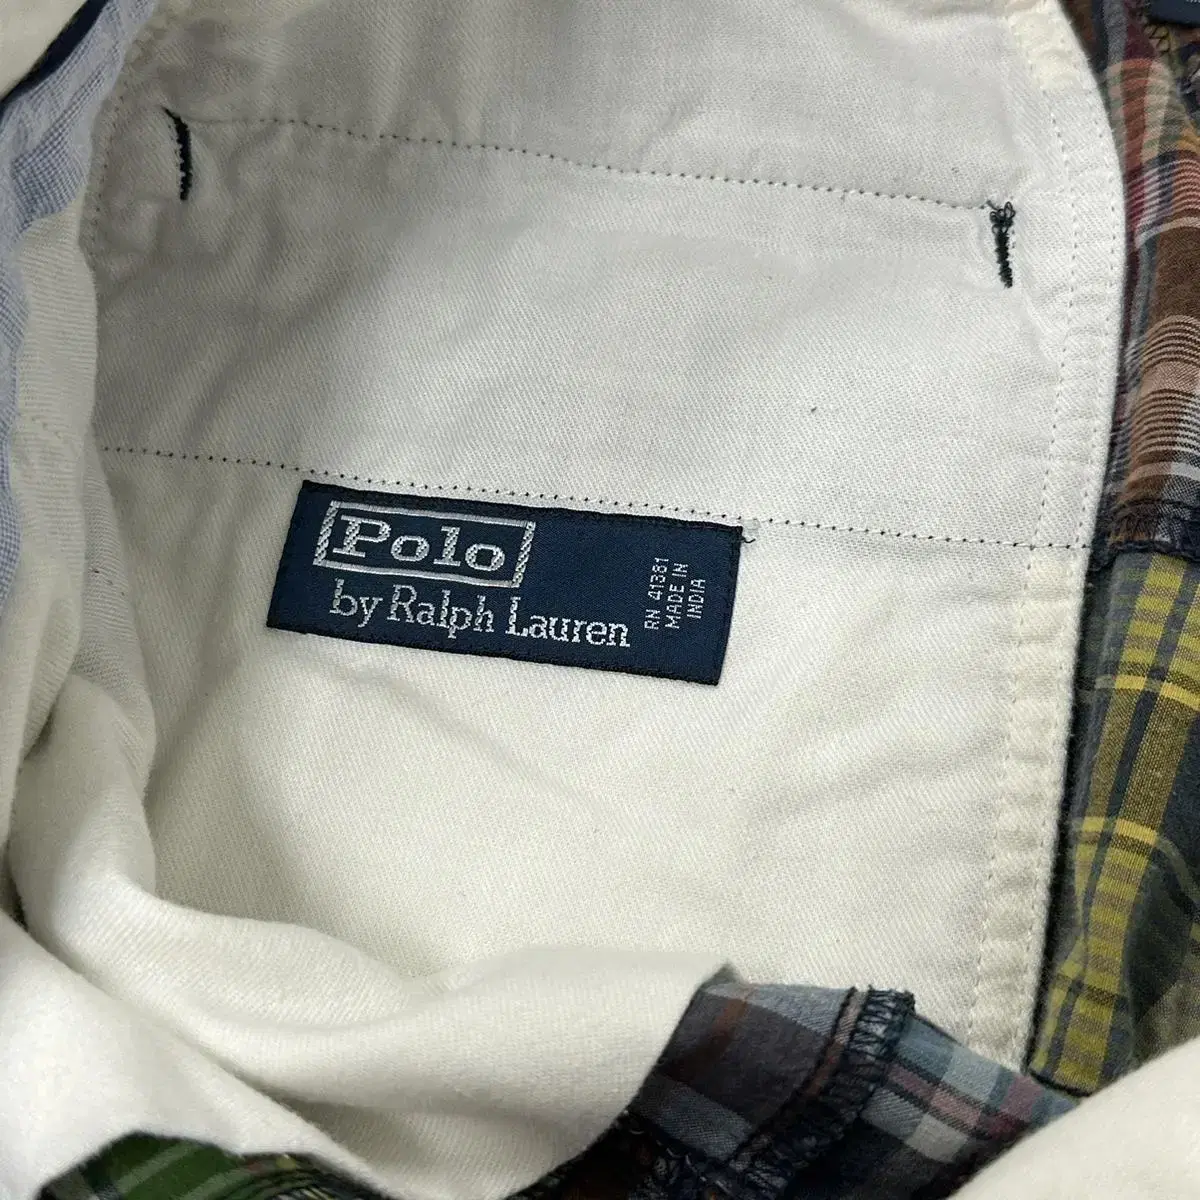 Polo
by Ralph Lauren
RN 41381
MADE IN
INDIA